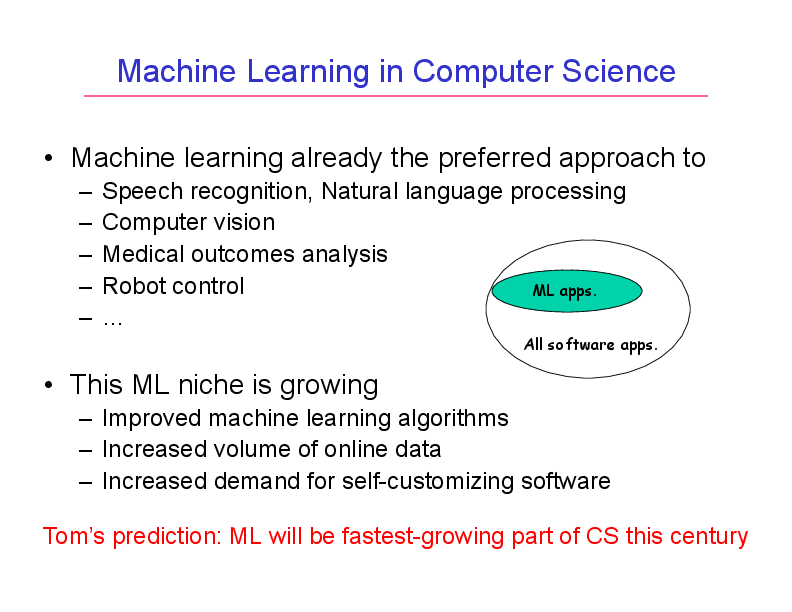 Machine Learning in Computer Science
• Machine learning already the preferred approach to
– Speech recognition, Natural language processing
– Computer vision
– Medical outcomes analysis
– Robot control
– …
ML apps.
All software apps.
• This ML niche is growing
– Improved machine learning algorithms
– Increased volume of online data
– Increased demand for self-customizing software
Tom’s prediction: ML will be fastest-growing part of CS this century